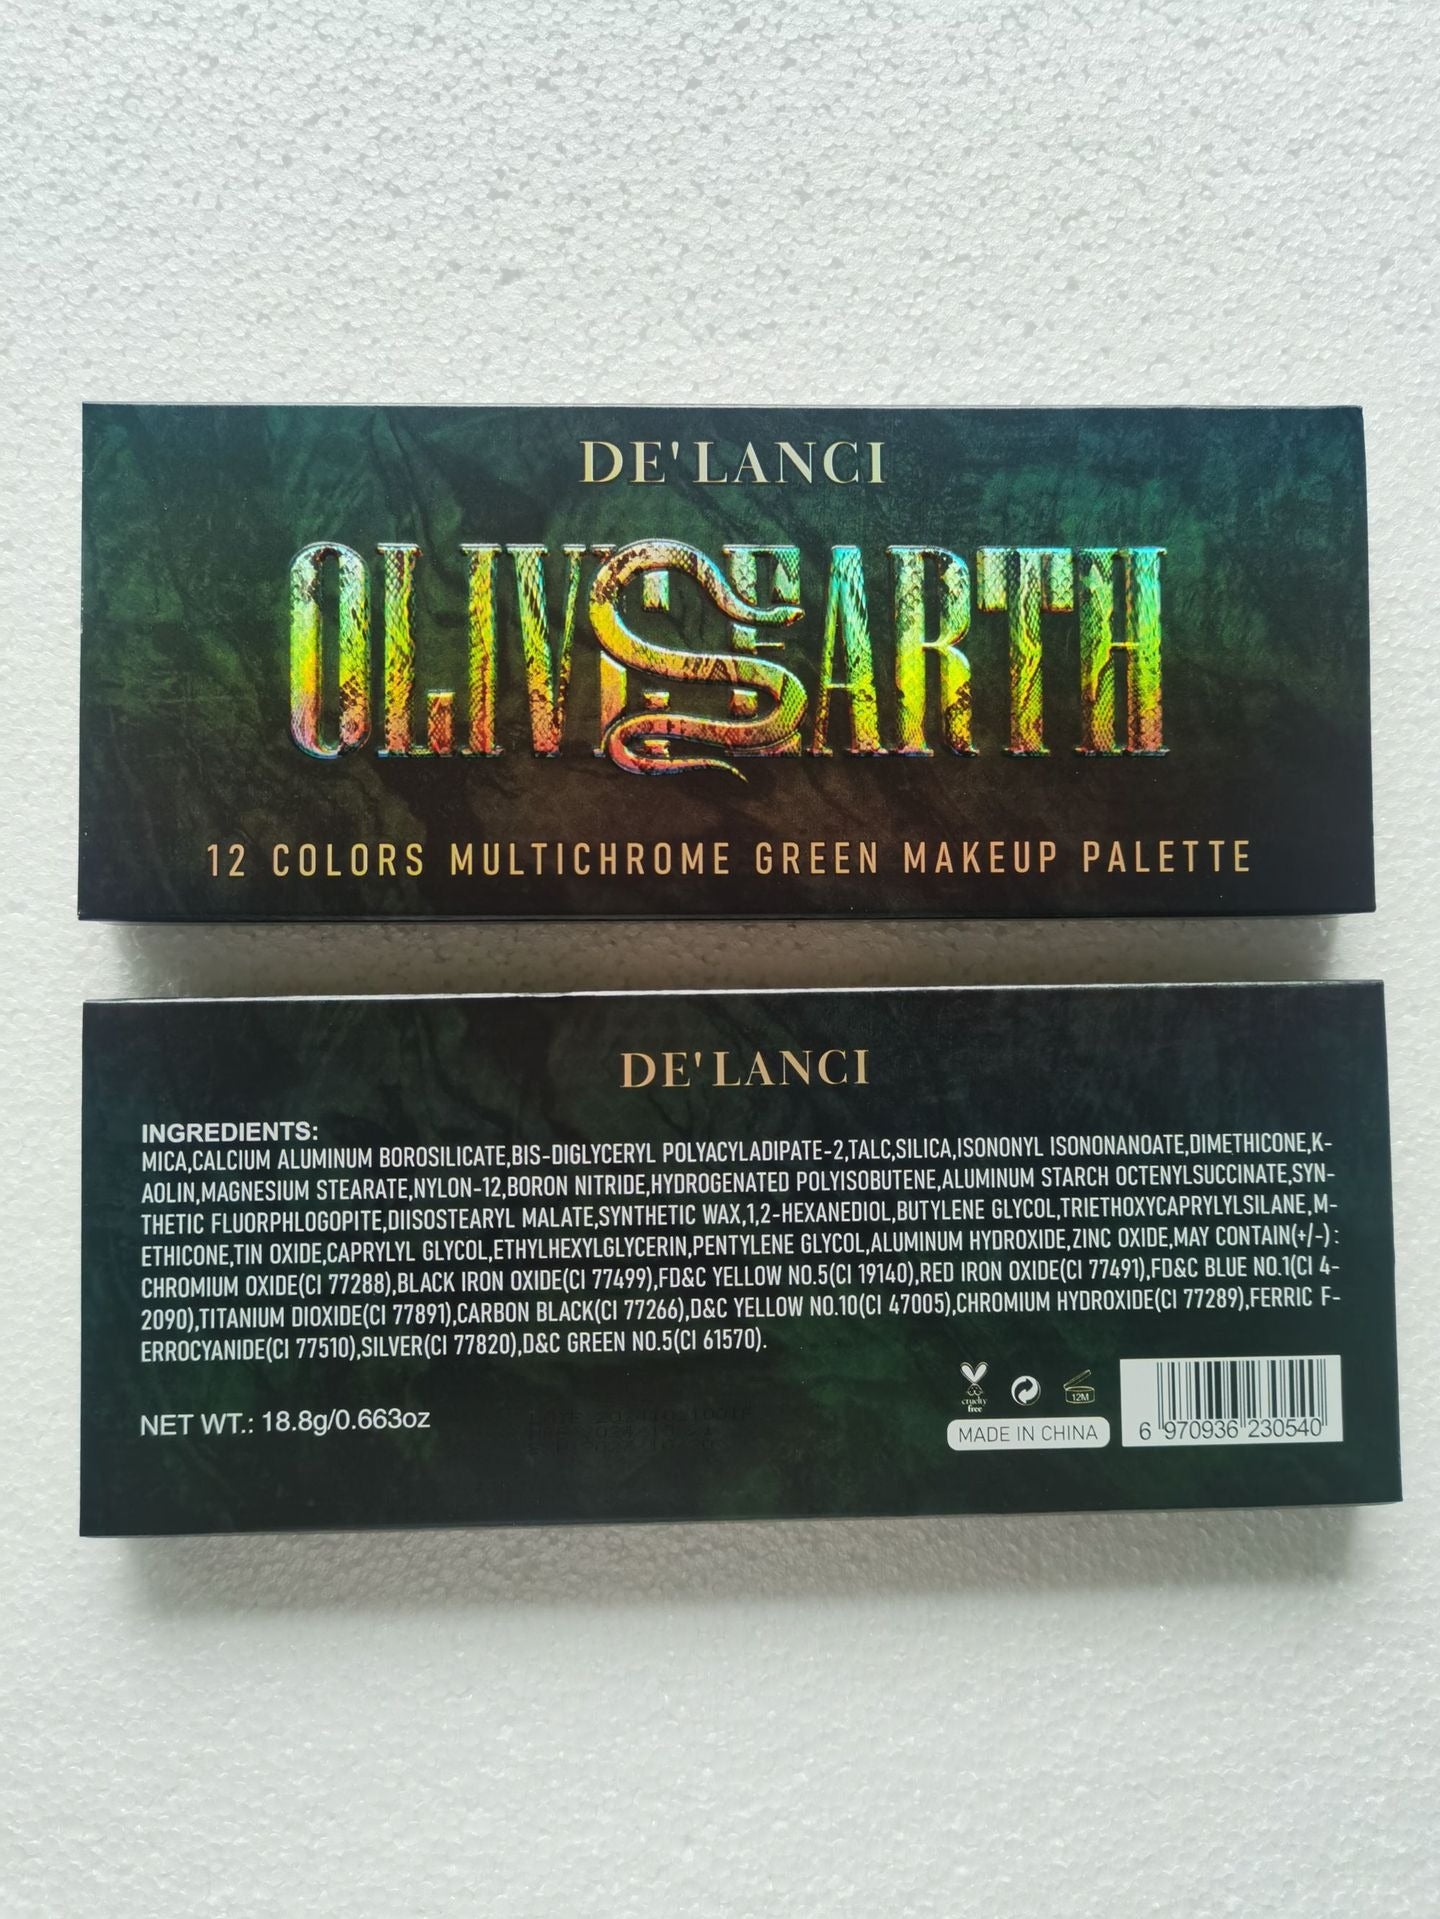 DE'LANCI
OLIVE EARTH
12 COLORS MULTICHROME GREEN MAKEUP PALETTE
DE'LANCI
INGREDIENTS:
MICA,CALCIUM ALUMINUM BOROSILICATE,BIS-DIGLYCERYL POLYACYLADIPATE-2,TALC,SILICA,ISONONYL ISONONANOATE,DIMETHICONE,K-
AOLIN,MAGNESIUM STEARATE,NYLON-12,BORON NITRIDE,HYDROGENATED POLYISOBUTENE,ALUMINUM STARCH OCTENYLSUCCINATE,SYN-
THETIC FLUORPHLOGOPITE,DIISOSTEARYL MALATE,SYNTHETIC WAX,1,2-HEXANEDIOL,BUTYLENE GLYCOL,TRIETHOXYCAPRYLYLSILANE,M-
ETHICONE,TIN OXIDE,CAPRYLYL GLYCOL,ETHYLHEXYLGLYCERIN,PENTYLENE GLYCOL,ALUMINUM HYDROXIDE,ZINC OXIDE,MAY CONTAIN(+/-):
CHROMIUM OXIDE(CI 77288),BLACK IRON OXIDE(CI 77499),FD&C YELLOW NO.5(CI 19140),RED IRON OXIDE(CI 77491),FD&C BLUE NO.1(CI 4-
2090),TITANIUM DIOXIDE(CI 77891),CARBON BLACK(CI 77266),D&C YELLOW NO.10(CI 47005),CHROMIUM HYDROXIDE(CI 77289),FERRIC F-
ERROCYANIDE(CI 77510),SILVER(CI 77820),D&C GREEN NO.5(CI 61570).
NET WT.: 18.8g/0.663oz
cruelty
free
12M
MADE IN CHINA
6 970936 230540